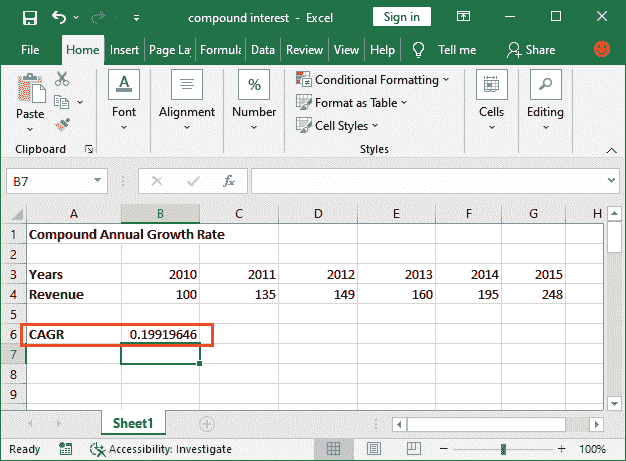 compound interest - Excel
Sign in
File Home Insert Page Lay Formula Data Review View Help Tell me Share
Paste
Clipboard
Font
Alignment
%
Number
Conditional Formatting
Format as Table
Cell Styles
Styles
Cells
Editing
B7
fx
A B C D E F G H
1 Compound Annual Growth Rate
2
3 Years 2010 2011 2012 2013 2014 2015
4 Revenue 100 135 149 160 195 248
5
6 CAGR 0.19919646
7
8
9
Sheet1
Ready Accessibility: Investigate 100%